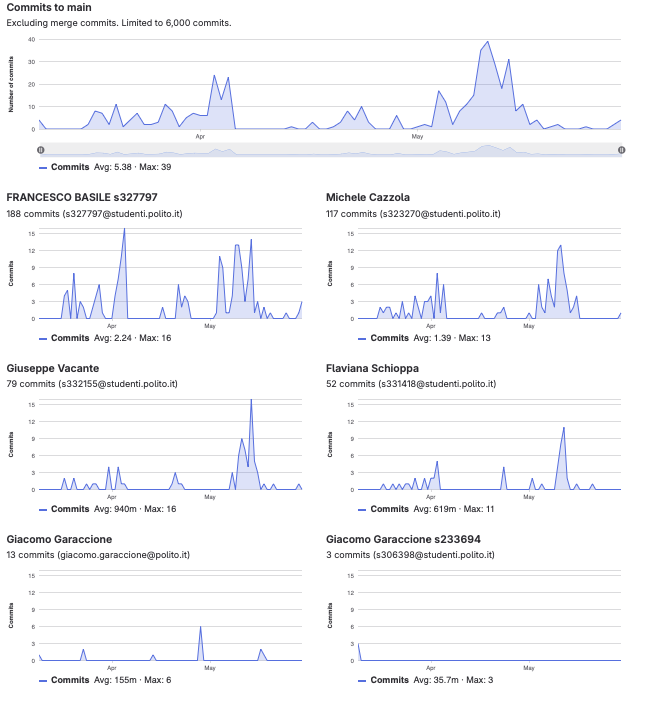 Commits to main
Excluding merge commits. Limited to 6,000 commits.
Number of commits
40
30
20
10
0
Apr
May
Commits Avg: 5.38 · Max: 39
FRANCESCO BASILE s327797
188 commits (s327797@studenti.polito.it)
Commits
15
12
9
6
3
0
Apr
May
Commits Avg: 2.24 · Max: 16
Michele Cazzola
117 commits (s323270@studenti.polito.it)
Commits
15
12
9
6
3
0
Apr
May
Commits Avg: 1.39 · Max: 13
Giuseppe Vacante
79 commits (s332155@studenti.polito.it)
Commits
15
12
9
6
3
0
Apr
May
Commits Avg: 940m · Max: 16
Flaviana Schioppa
52 commits (s331418@studenti.polito.it)
Commits
15
12
9
6
3
0
Apr
May
Commits Avg: 619m · Max: 11
Giacomo Garaccione
13 commits (giacomo.garaccione@polito.it)
Commits
15
12
9
6
3
0
Apr
May
Commits Avg: 155m · Max: 6
Giacomo Garaccione s233694
3 commits (s306398@studenti.polito.it)
Commits
15
12
9
6
3
0
Apr
May
Commits Avg: 35.7m · Max: 3